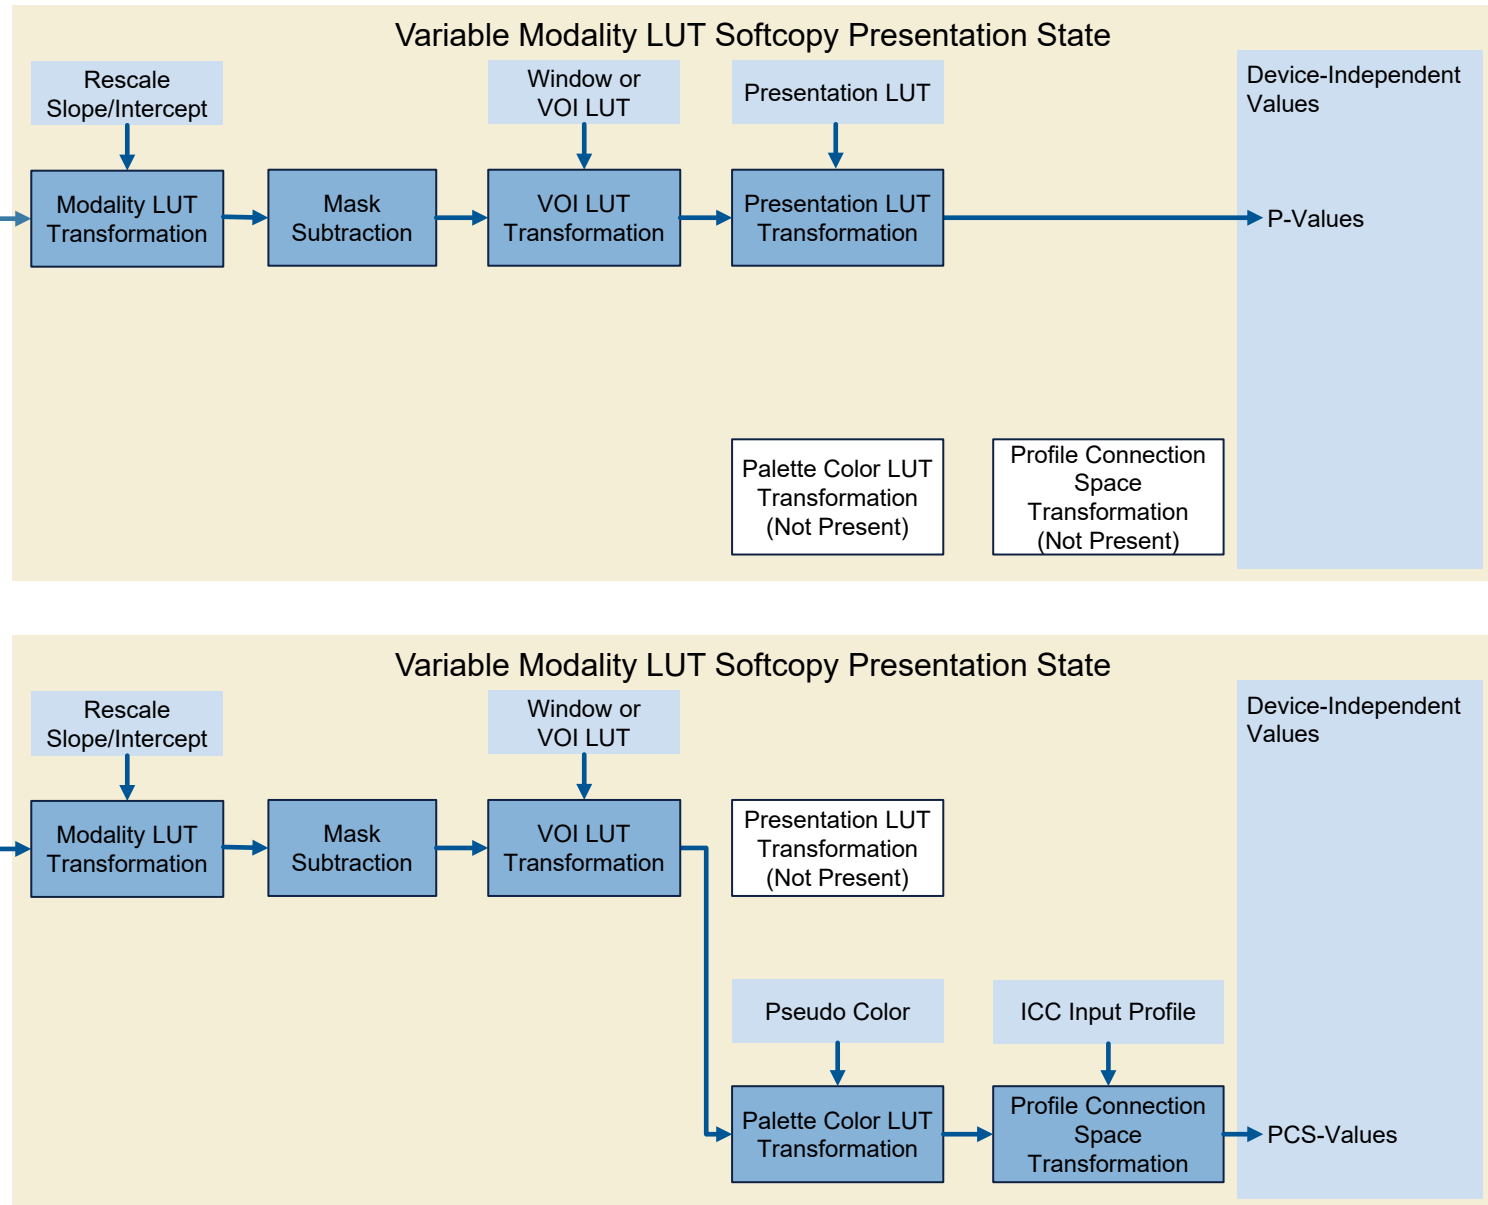 Variable Modality LUT Softcopy Presentation State
Rescale
Slope/Intercept
Window or
VOI LUT
Presentation LUT
Device-Independent
Values
Modality LUT
Transformation
Mask
Subtraction
VOI LUT
Transformation
Presentation LUT
Transformation
P-Values
Palette Color LUT
Transformation
(Not Present)
Profile Connection
Space
Transformation
(Not Present)
Variable Modality LUT Softcopy Presentation State
Rescale
Slope/Intercept
Window or
VOI LUT
Device-Independent
Values
Modality LUT
Transformation
Mask
Subtraction
VOI LUT
Transformation
Presentation LUT
Transformation
(Not Present)
Pseudo Color
ICC Input Profile
Palette Color LUT
Transformation
Profile Connection
Space
Transformation
PCS-Values